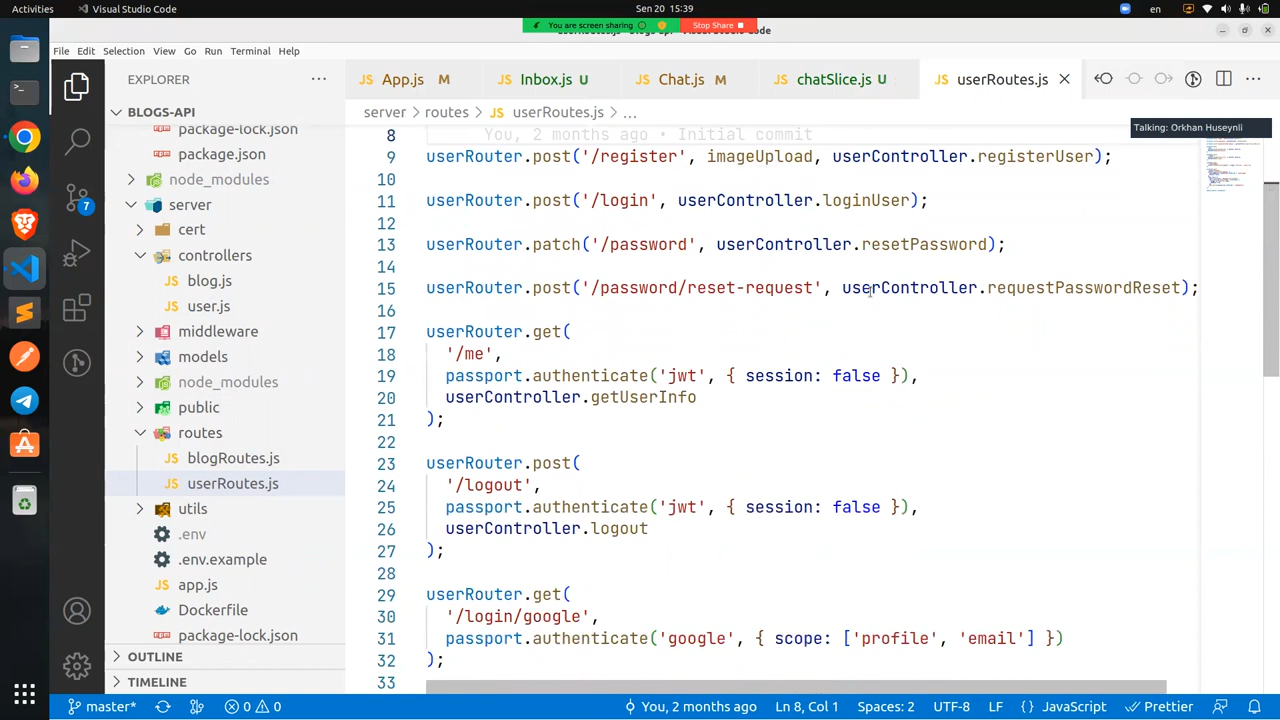 Activities
Visual Studio Code
Sen 20 15:39
en
You are screen sharing
Stop Share
File Edit Selection View Go Run Terminal Help
EXPLORER
BLOGS-API
package-lock.json
package.json
node_modules
server
cert
controllers
blog.js
user.js
middleware
models
node_modules
public
routes
blogRoutes.js
userRoutes.js
utils
.env
.env.example
app.js
Dockerfile
package-lock.json
OUTLINE
TIMELINE
7
App.js M
Inbox.js U
Chat.js M
chatSlice.js U
userRoutes.js
server > routes > userRoutes.js > ...
Talking: Orkhan Huseynli
8 You, 2 months ago • Initial commit
9 userRouter.post('/register', imageUpload, userController.registerUser);
10
11 userRouter.post('/login', userController.loginUser);
12
13 userRouter.patch('/password', userController.resetPassword);
14
15 userRouter.post('/password/reset-request', userController.requestPasswordReset);
16
17 userRouter.get(
18 '/me',
19 passport.authenticate('jwt', { session: false }),
20 userController.getUserInfo
21 );
22
23 userRouter.post(
24 '/logout',
25 passport.authenticate('jwt', { session: false }),
26 userController.logout
27 );
28
29 userRouter.get(
30 '/login/google',
31 passport.authenticate('google', { scope: ['profile', 'email'] })
32 );
33
master*
0
0
You, 2 months ago
Ln 8, Col 1
Spaces: 2
UTF-8
LF
{} JavaScript
Prettier